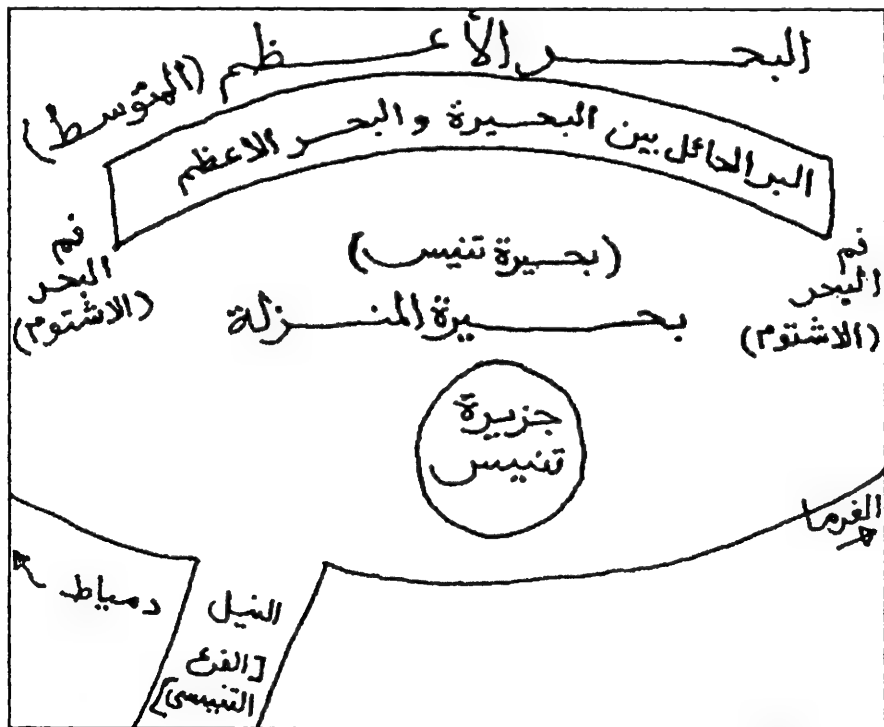 البحر الأعظم (المتوسط)
البر الحائل بين البحيرة والبحر الاعظم
فم
البحر
(الاشتوم)
(بحيرة تنيس)
بحيرة المنزلة
فم
البحر
(الاشتوم)
جزيرة
تنيس
الفرما
دمياط
النيل
[الفرع
التنيسى]